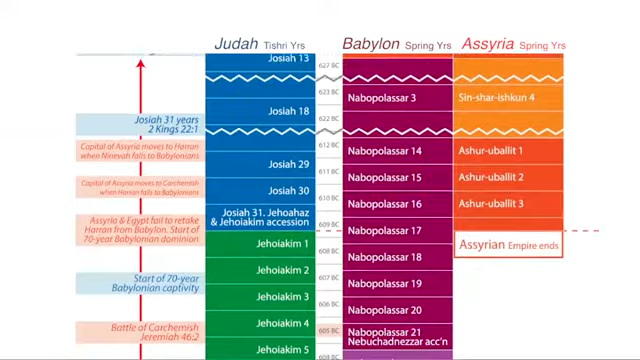 Judah Tishri Yrs
Babylon Spring Yrs
Assyria Spring Yrs
Josiah 13
627 BC
623 BC
Nabopolassar 3
Sin-shar-ishkun 4
Josiah 18
622 BC
Josiah 31 years
2 Kings 22:1
Capital of Assyria moves to Harran
when Ninevah falls to Babylonians
612 BC
Nabopolassar 14
Ashur-uballit 1
Josiah 29
611 BC
Nabopolassar 15
Ashur-uballit 2
Capital of Assyria moves to Carchemish
when Harran falls to Babylonians
Josiah 30
610 BC
Nabopolassar 16
Ashur-uballit 3
Assyria & Egypt fail to retake
Harran from Babylon. Start of
70-year Babylonian dominion
Josiah 31. Jehoahaz
& Jehoiakim accession
609 BC
Nabopolassar 17
Jehoiakim 1
608 BC
Assyrian Empire ends
Nabopolassar 18
Jehoiakim 2
607 BC
Start of 70-year
Babylonian captivity
Nabopolassar 19
Jehoiakim 3
606 BC
Nabopolassar 20
Battle of Carchemish
Jeremiah 46:2
Jehoiakim 4
605 BC
Nabopolassar 21
Nebuchadnezzar acc'n
Jehoiakim 5